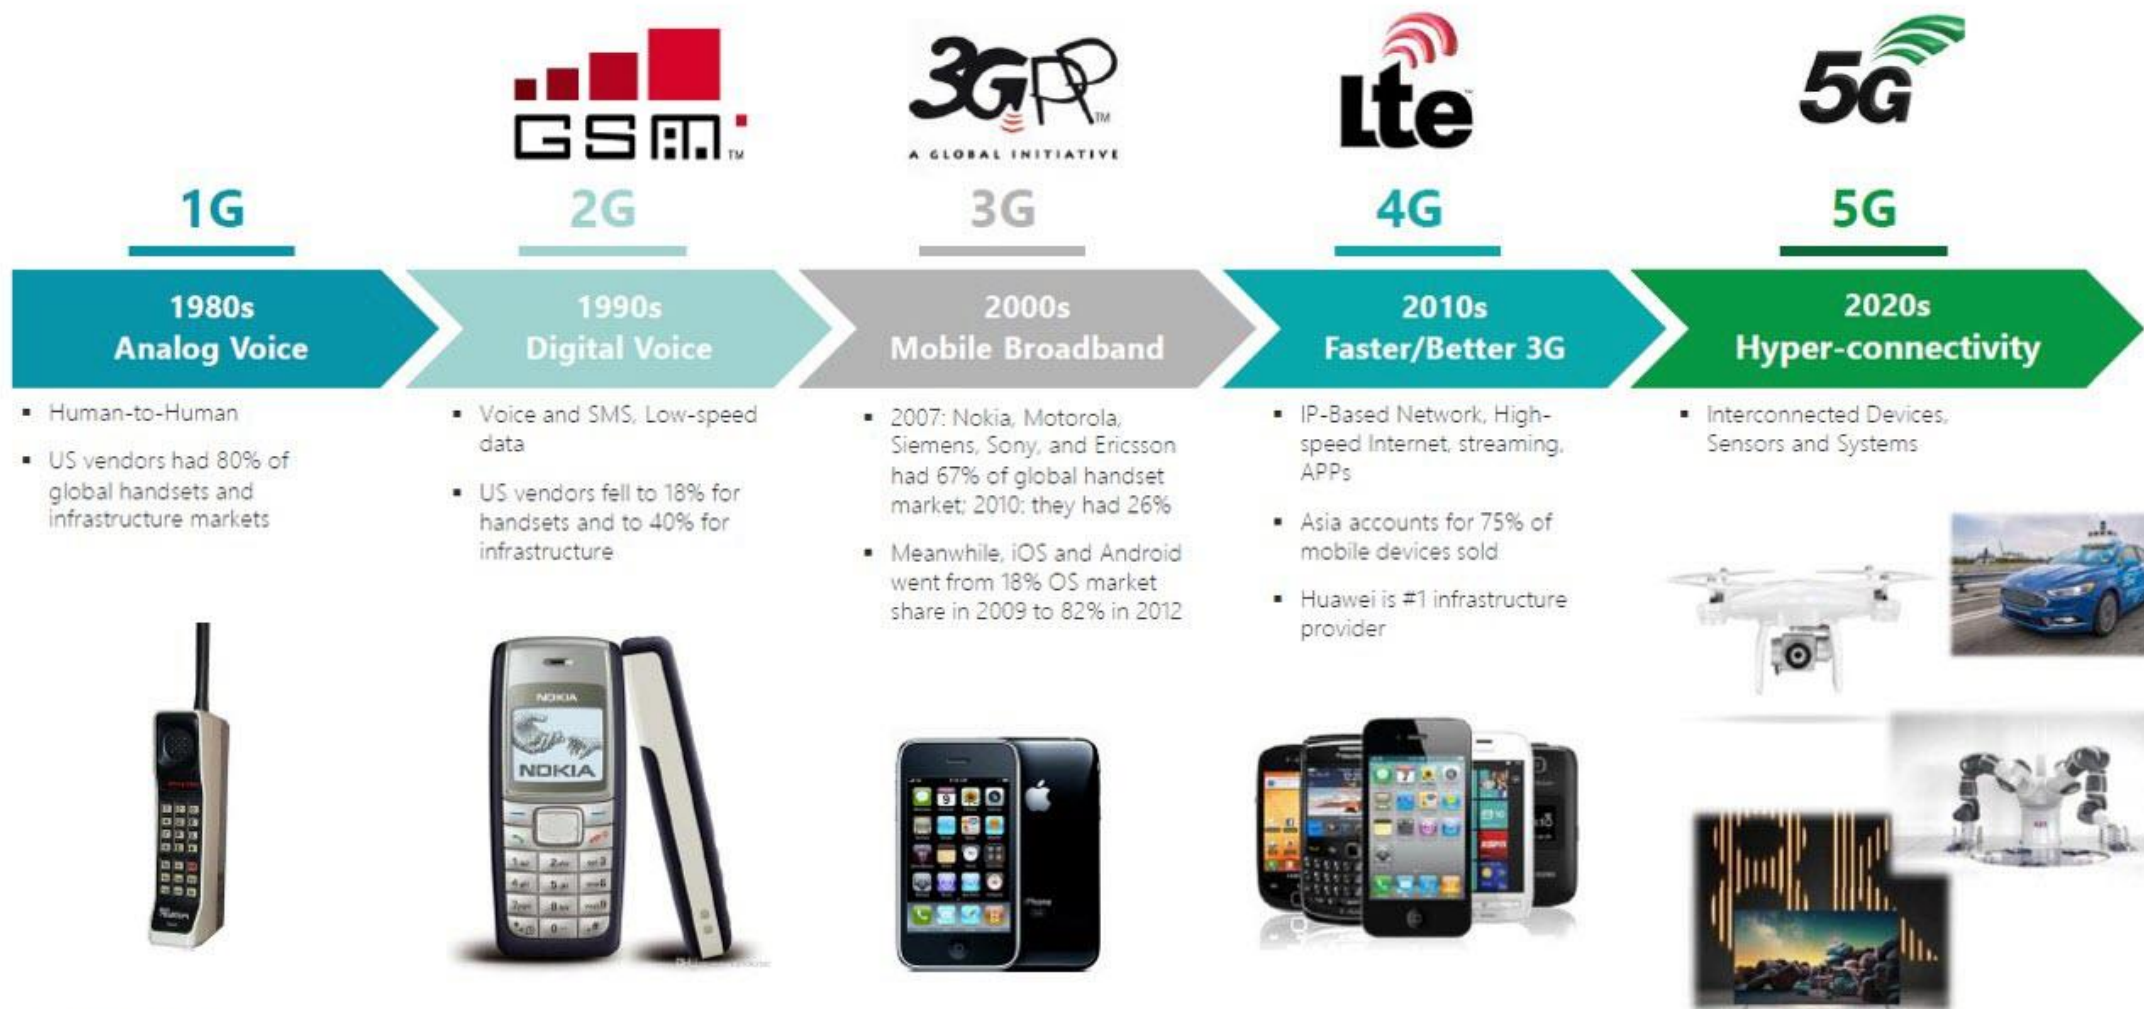 GSM™
3GPP™
A GLOBAL INITIATIVE
Lte
5G
1G
2G
3G
4G
5G
1980s
Analog Voice
1990s
Digital Voice
2000s
Mobile Broadband
2010s
Faster/Better 3G
2020s
Hyper-connectivity
▪ Human-to-Human
▪ US vendors had 80% of
global handsets and
infrastructure markets
▪ Voice and SMS, Low-speed
data
▪ US vendors fell to 18% for
handsets and to 40% for
infrastructure
▪ 2007: Nokia, Motorola,
Siemens, Sony, and Ericsson
had 67% of global handset
market; 2010: they had 26%
▪ Meanwhile, iOS and Android
went from 18% OS market
share in 2009 to 82% in 2012
▪ IP-Based Network, High-
speed Internet, streaming,
APPs
▪ Asia accounts for 75% of
mobile devices sold
▪ Huawei is #1 infrastructure
provider
▪ Interconnected Devices,
Sensors and Systems
NOKIA
NOKIA
iPhone
ESPN
8K